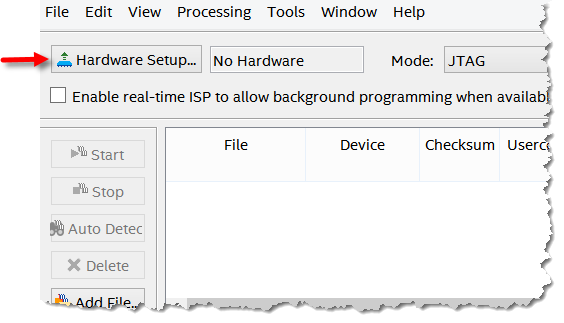 File Edit View Processing Tools Window Help
Hardware Setup... No Hardware Mode: JTAG
Enable real-time ISP to allow background programming when availabl
File Device Checksum Userc
Start
Stop
Auto Detec
Delete
Add File...